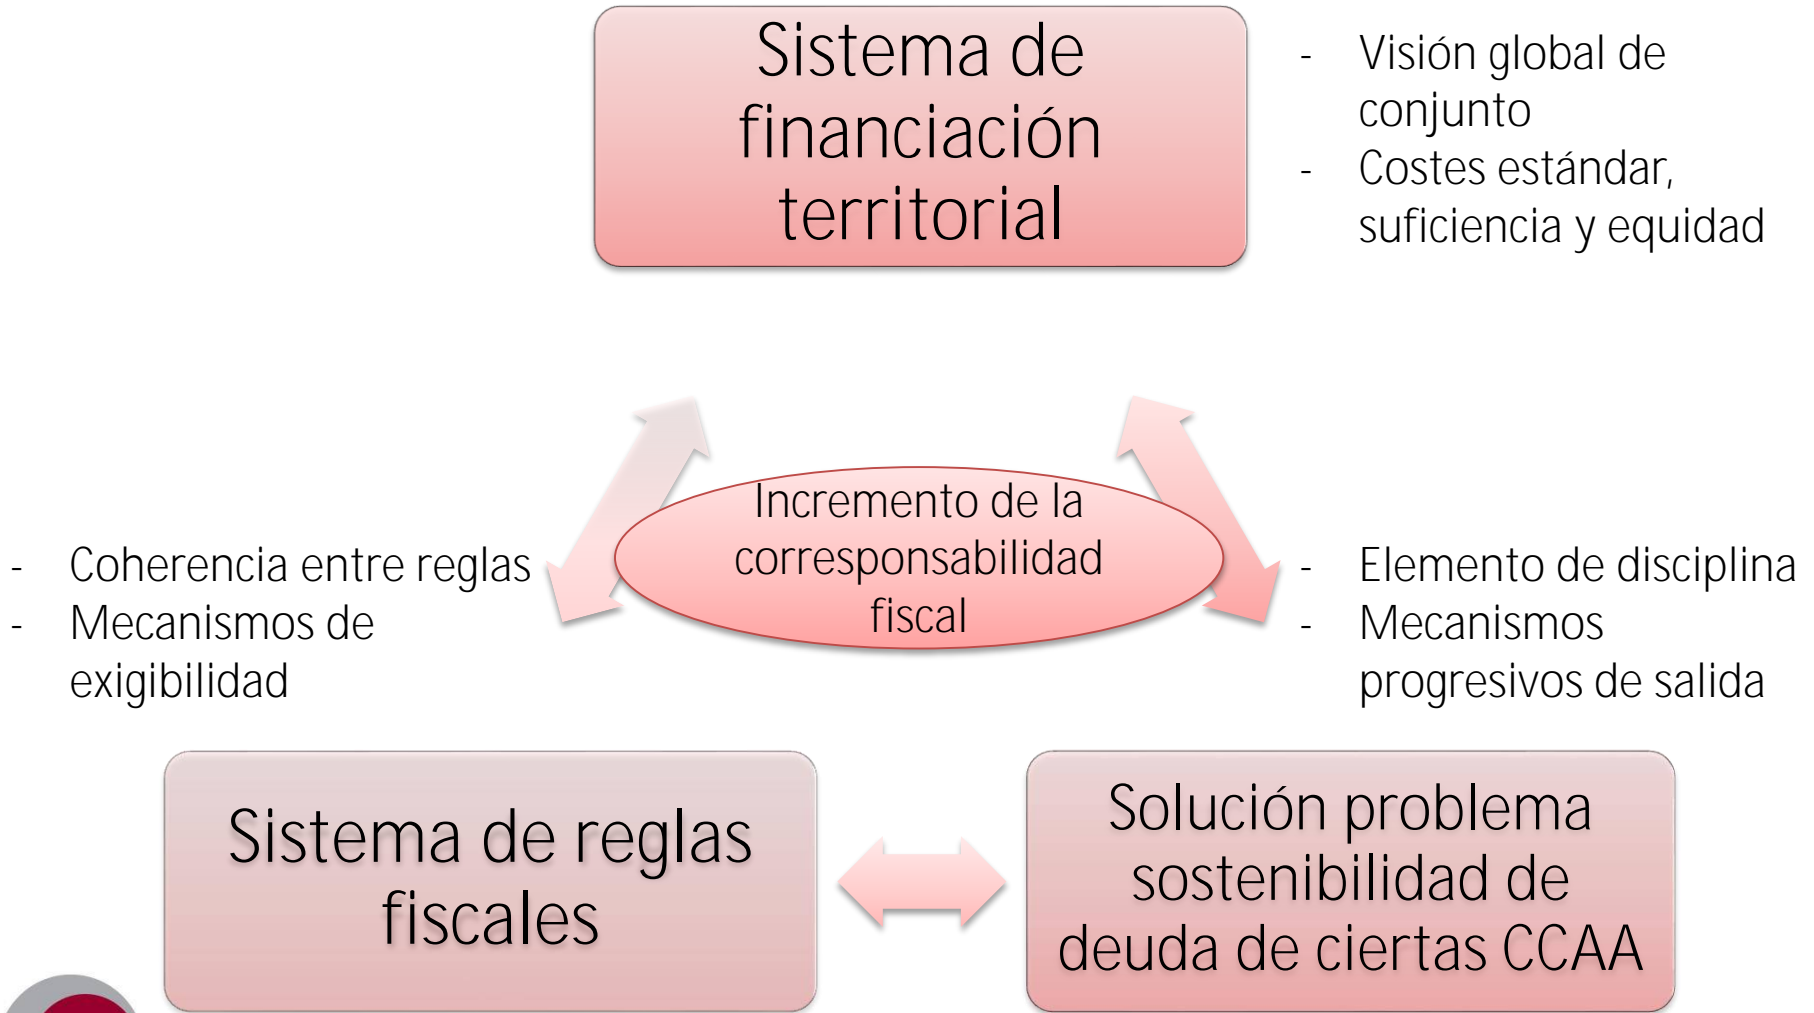 Sistema de
financiación
territorial
- Visión global de
conjunto
- Costes estándar,
suficiencia y equidad
Incremento de la
corresponsabilidad
fiscal
- Coherencia entre reglas
- Mecanismos de
exigibilidad
- Elemento de disciplina
- Mecanismos
progresivos de salida
Sistema de reglas
fiscales
Solución problema
sostenibilidad de
deuda de ciertas CCAA